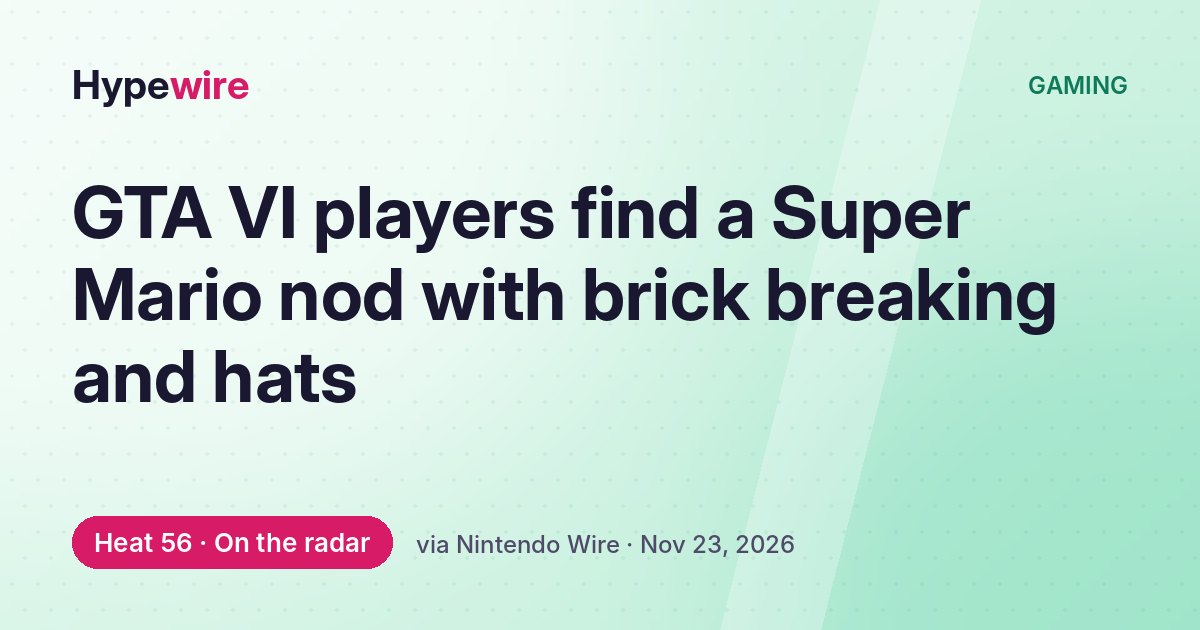 Hypewire
GAMING
GTA VI players find a Super
Mario nod with brick breaking
and hats
Heat 56 · On the radar
via Nintendo Wire · Nov 23, 2026